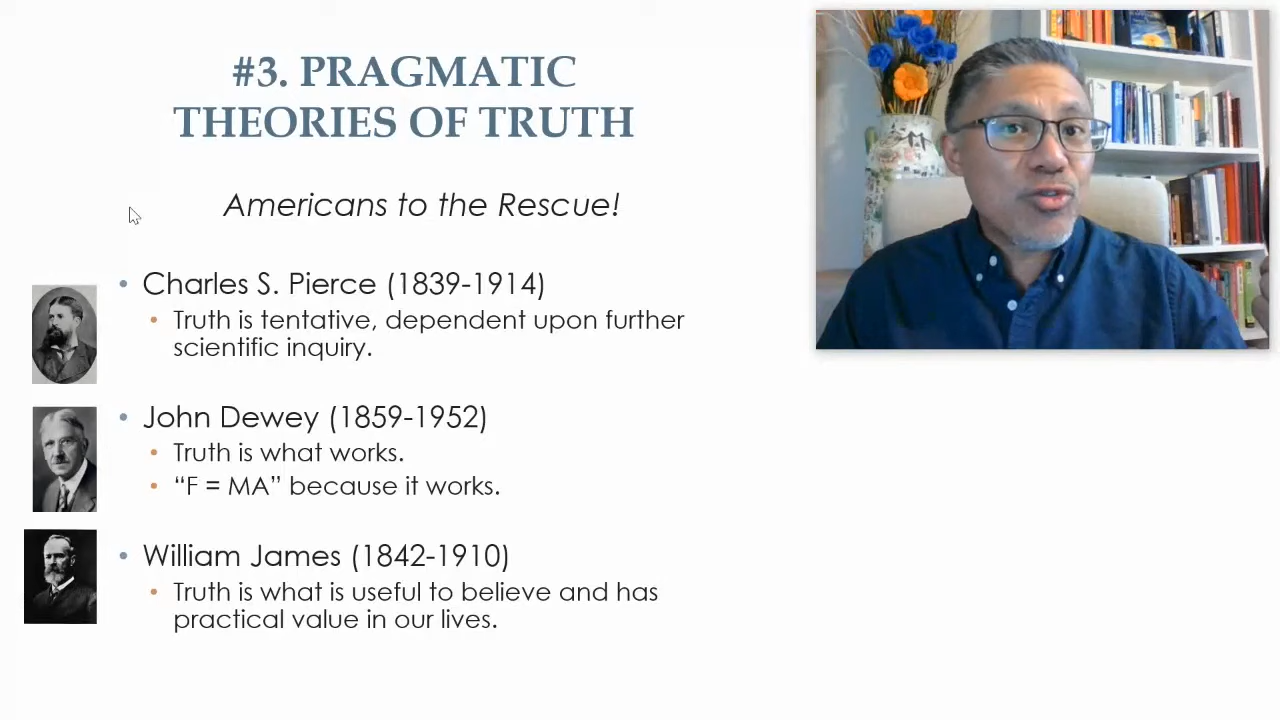 #3. PRAGMATIC
THEORIES OF TRUTH
Americans to the Rescue!
• Charles S. Pierce (1839-1914)
• Truth is tentative, dependent upon further
scientific inquiry.
• John Dewey (1859-1952)
• Truth is what works.
• “F = MA” because it works.
• William James (1842-1910)
• Truth is what is useful to believe and has
practical value in our lives.